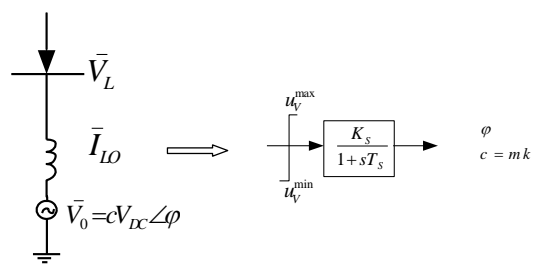 V̄_L
Ī_LO
V̄_0 = cV_DC∠φ
u_V^max
K_s
1 + sT_s
u_V^min
φ
c = mk